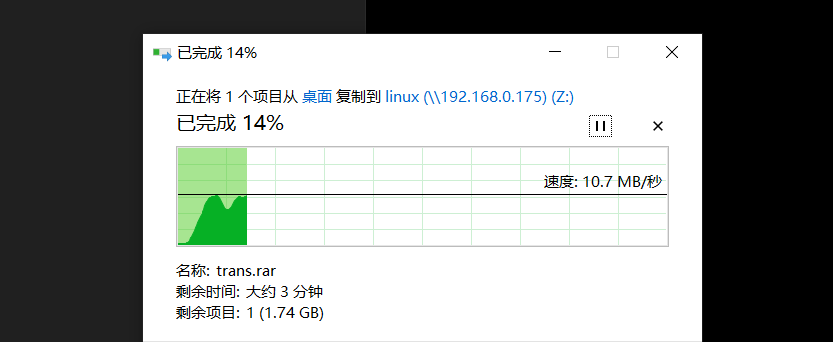 已完成 14%
正在将 1 个项目从 桌面 复制到 linux (\\192.168.0.175) (Z:)
已完成 14%
速度: 10.7 MB/秒
名称: trans.rar
剩余时间: 大约 3 分钟
剩余项目: 1 (1.74 GB)